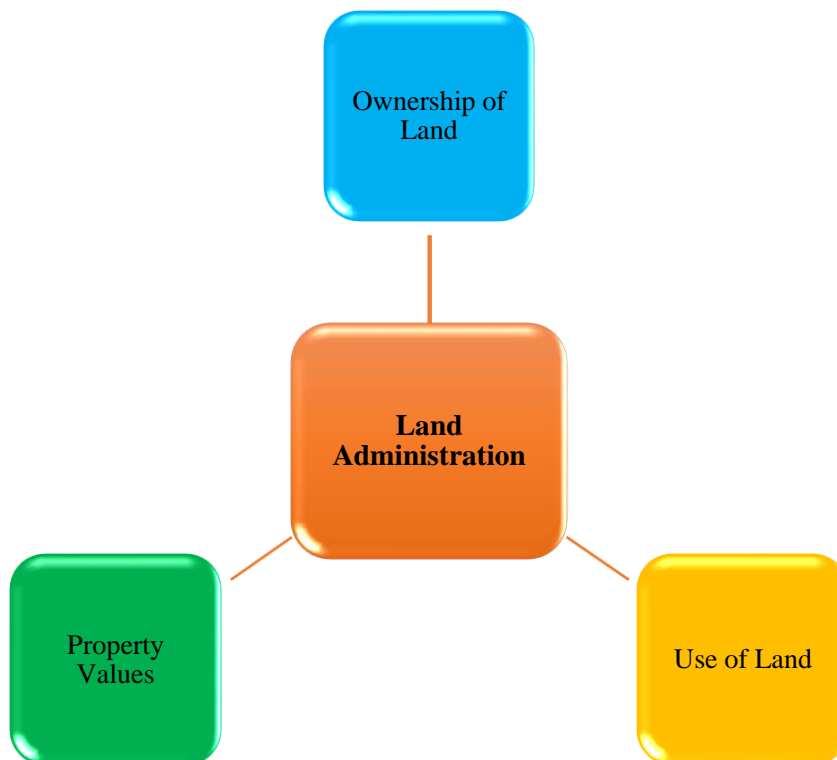 Ownership of
Land
Land
Administration
Property
Values
Use of Land